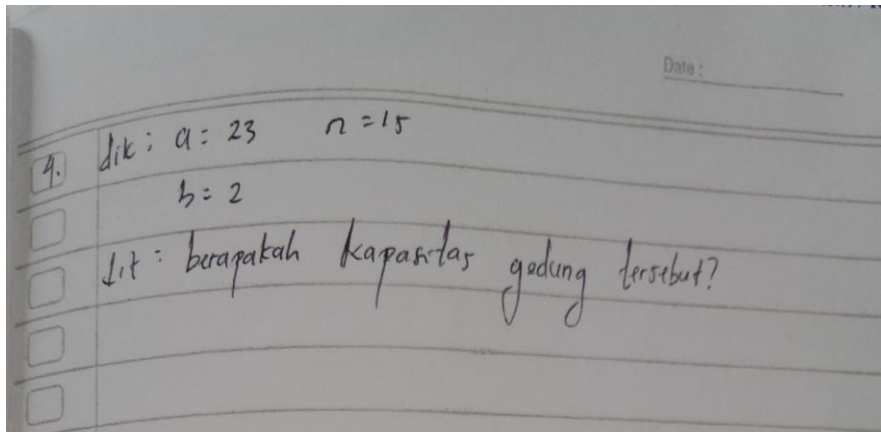 Date :
4. dik : a = 23 n = 15
b = 2
dit : berapakah kapasitas gedung tersebut?